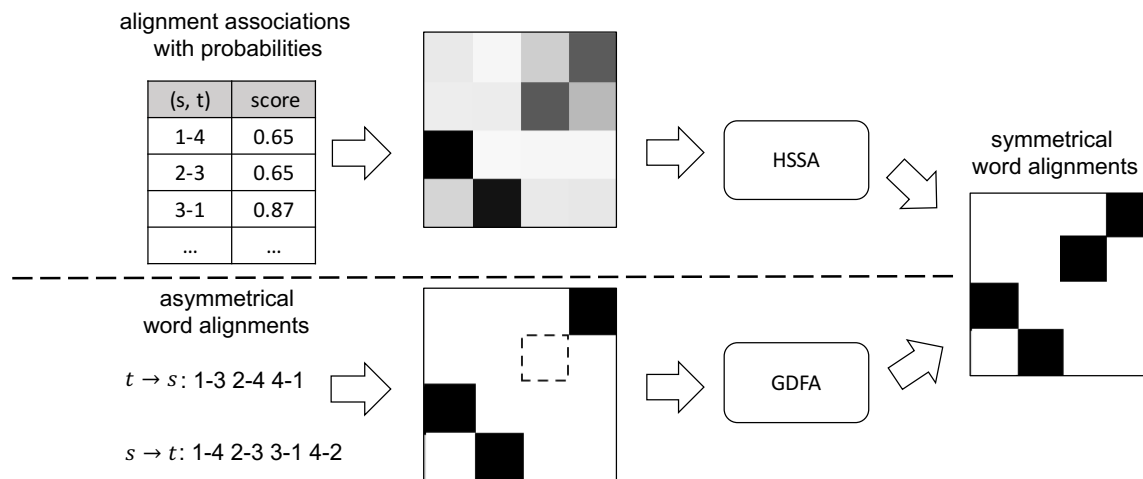 alignment associations
with probabilities
(s, t) score
1-4 0.65
2-3 0.65
3-1 0.87
... ...
HSSA
symmetrical
word alignments
asymmetrical
word alignments
t → s: 1-3 2-4 4-1
s → t: 1-4 2-3 3-1 4-2
GDFA